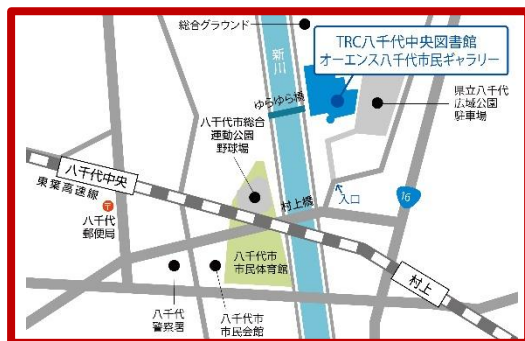 総合グラウンド
TRC八千代中央図書館
オーエンス八千代市民ギャラリー
新川
ゆらゆら橋
県立八千代
広域公園
駐車場
八千代市総合
運動公園
野球場
八千代中央
東葉高速線
〒
八千代
郵便局
村上橋
入口
16
八千代市
市民体育館
村上
八千代
警察署
八千代市
市民会館